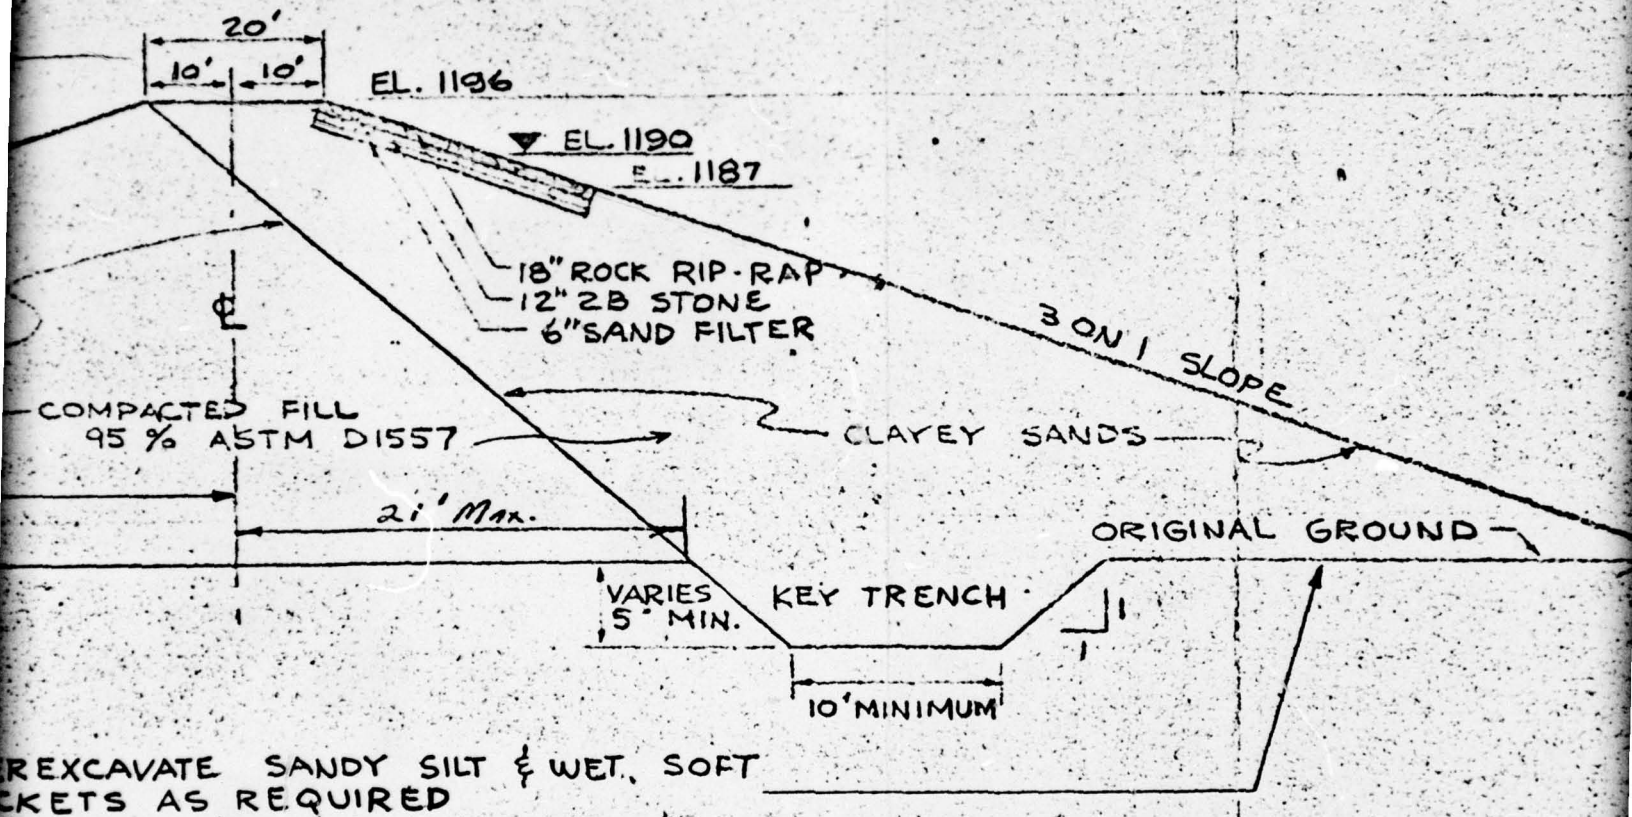 20'
10' 10'
EL. 1196
EL. 1190
EL. 1187
18" ROCK RIP-RAP
12" 2B STONE
6" SAND FILTER
3 ON 1 SLOPE
℄
COMPACTED FILL
95 % ASTM D1557
CLAYEY SANDS
21' Max.
ORIGINAL GROUND
VARIES
5' MIN.
KEY TRENCH
1
1
10' MINIMUM
REXCAVATE SANDY SILT & WET, SOFT
CKETS AS REQUIRED